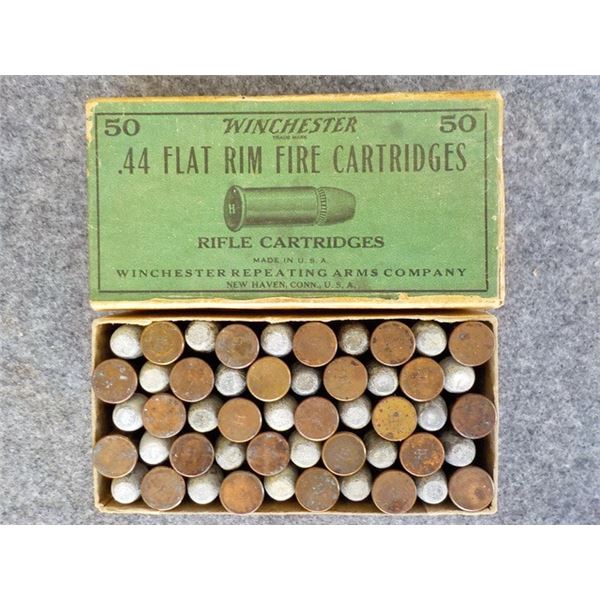 50 WINCHESTER 50
TRADE MARK
.44 FLAT RIM FIRE CARTRIDGES
H
RIFLE CARTRIDGES
MADE IN U.S.A.
WINCHESTER REPEATING ARMS COMPANY
NEW HAVEN, CONN., U.S.A.